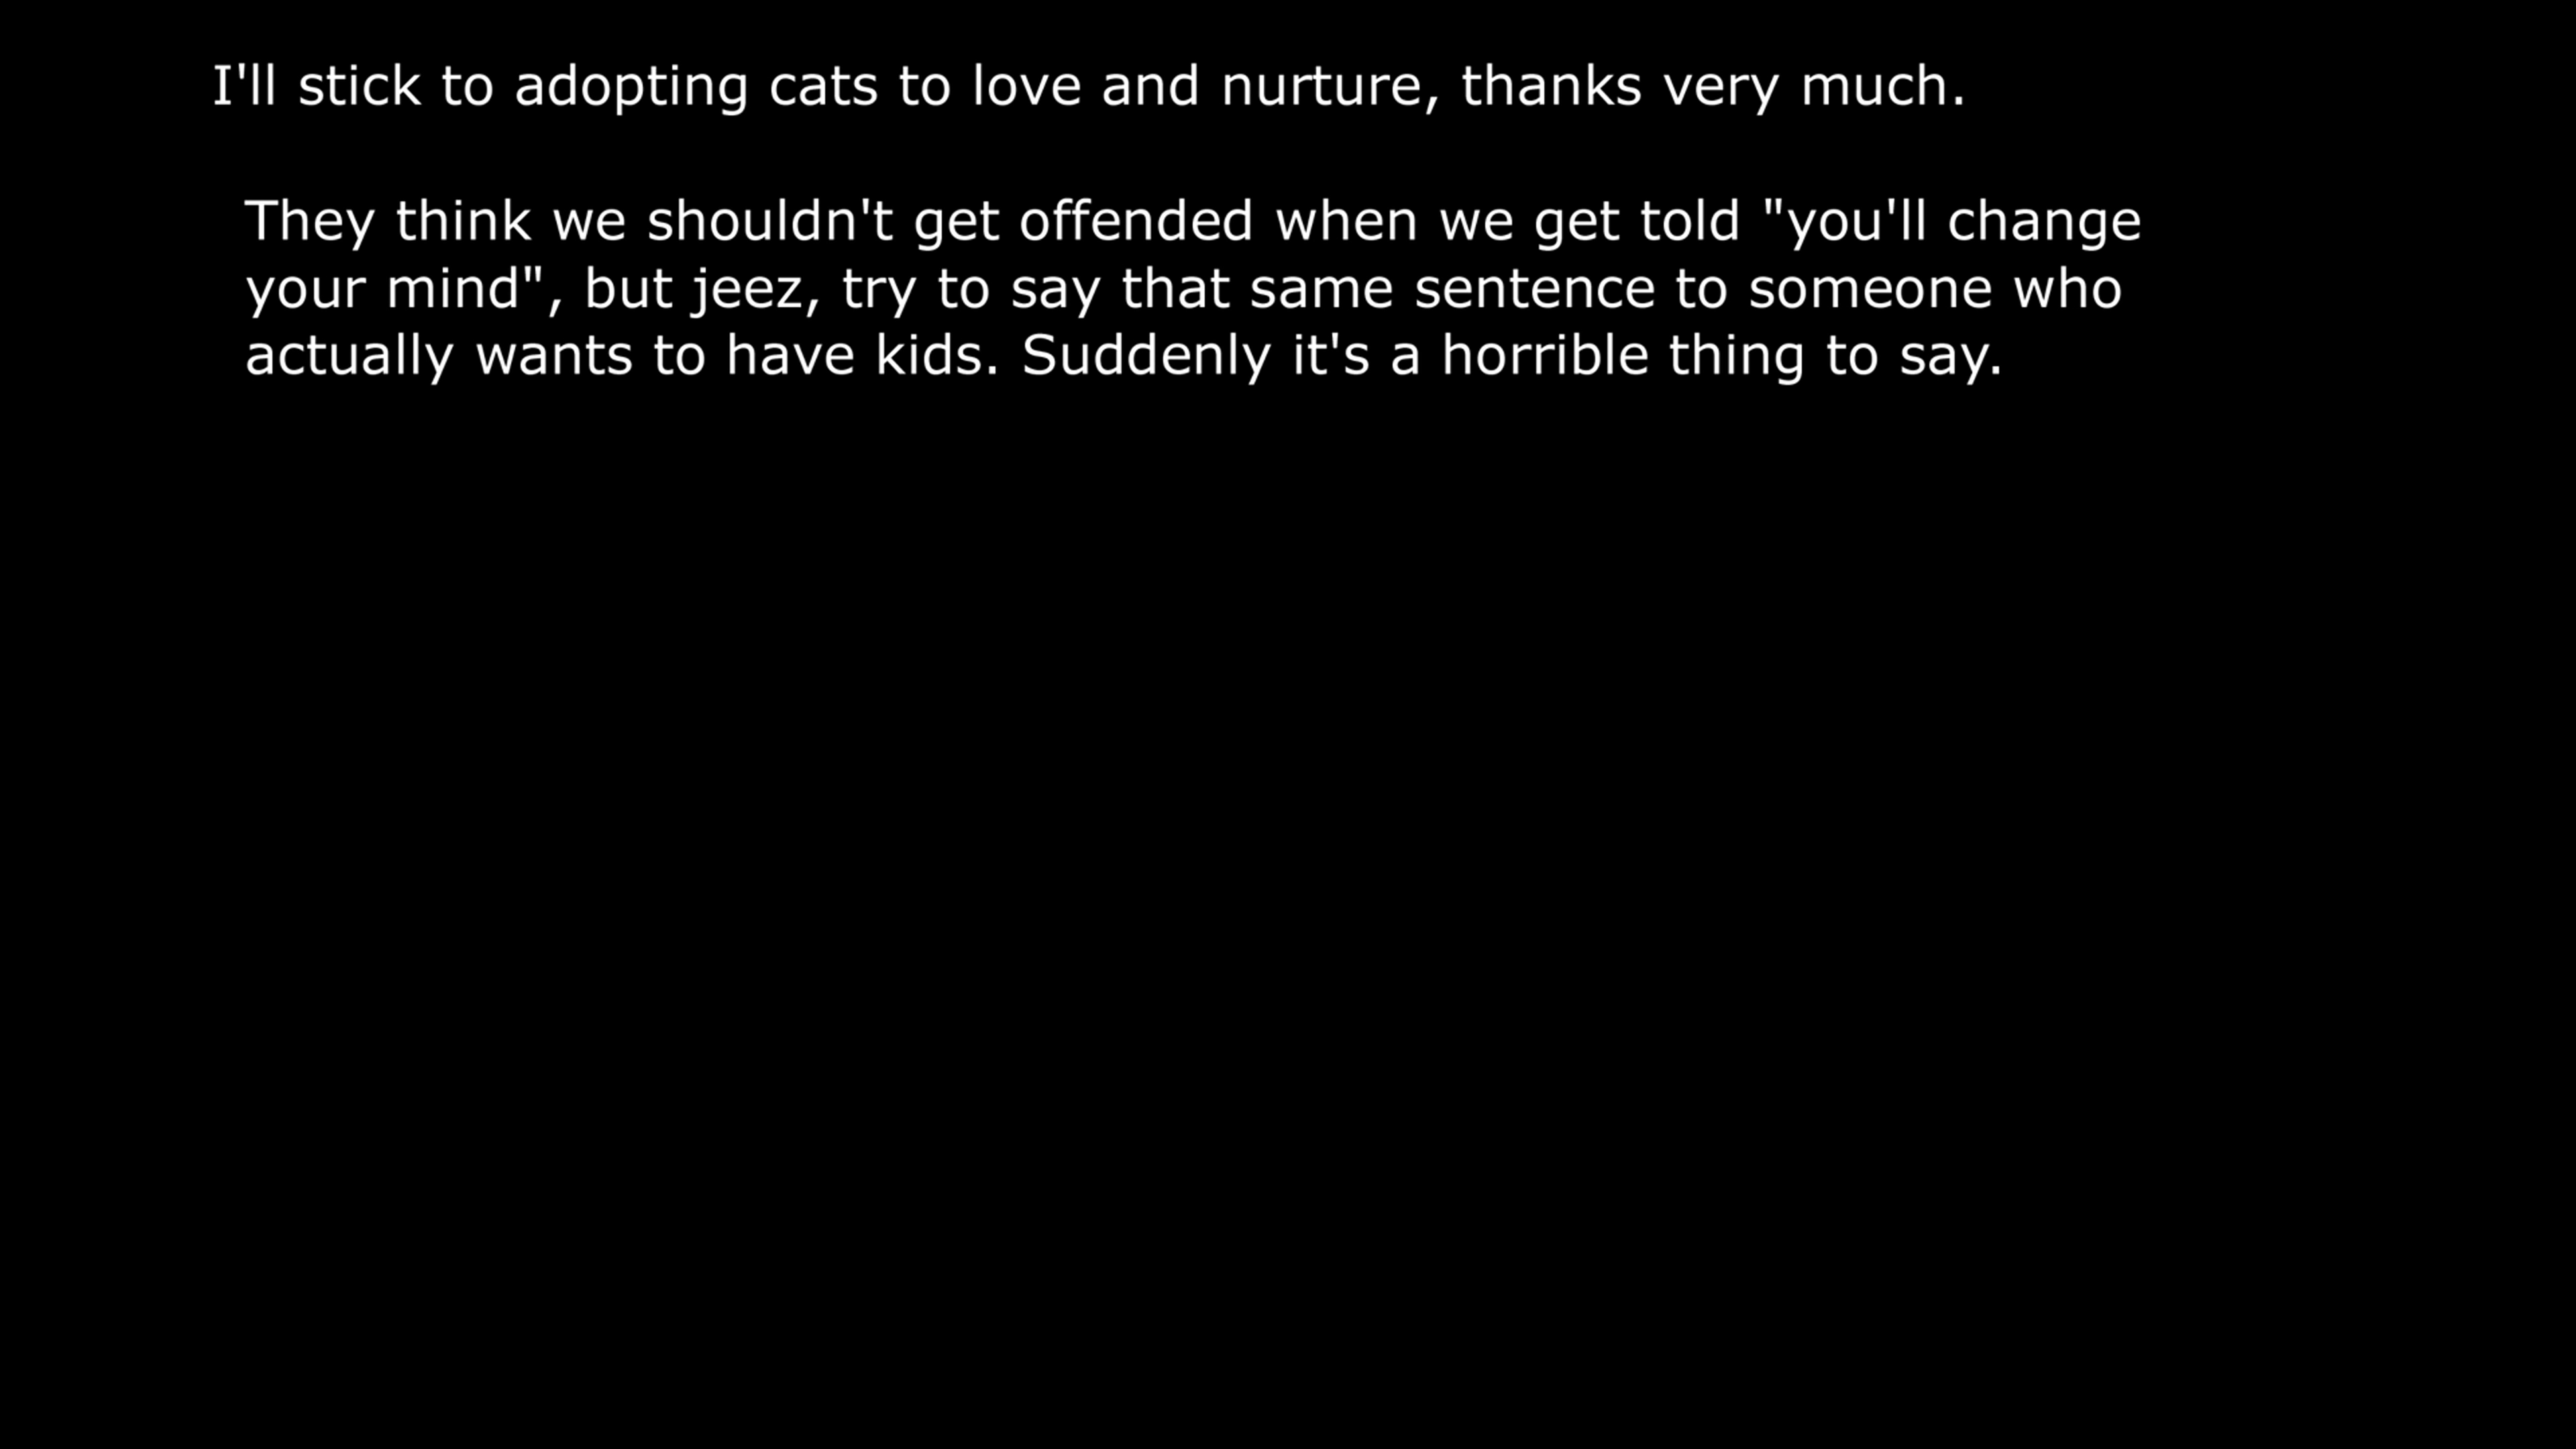 I'll stick to adopting cats to love and nurture, thanks very much.
They think we shouldn't get offended when we get told "you'll change
your mind", but jeez, try to say that same sentence to someone who
actually wants to have kids. Suddenly it's a horrible thing to say.